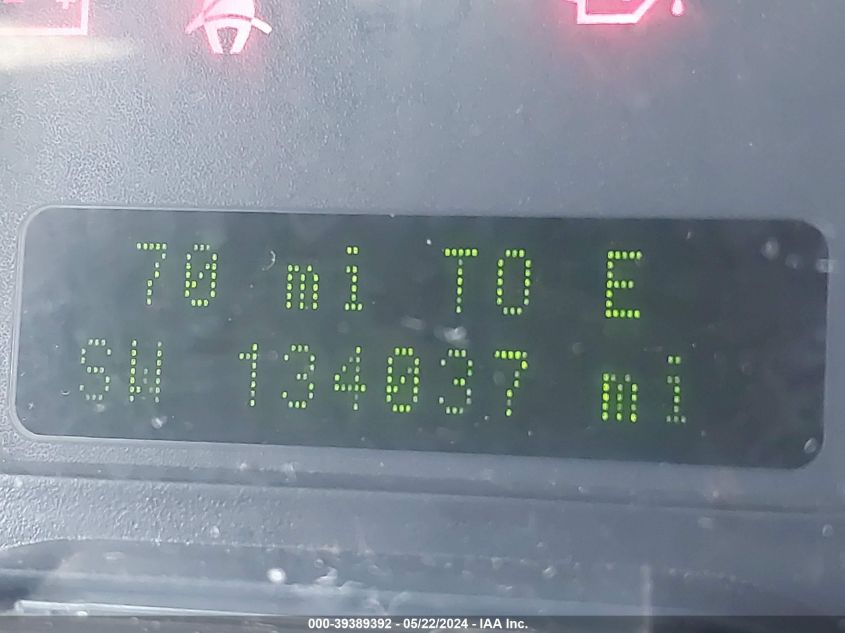 70 mi TO E
SW 134037 mi
000-39389392 - 05/22/2024 - IAA Inc.